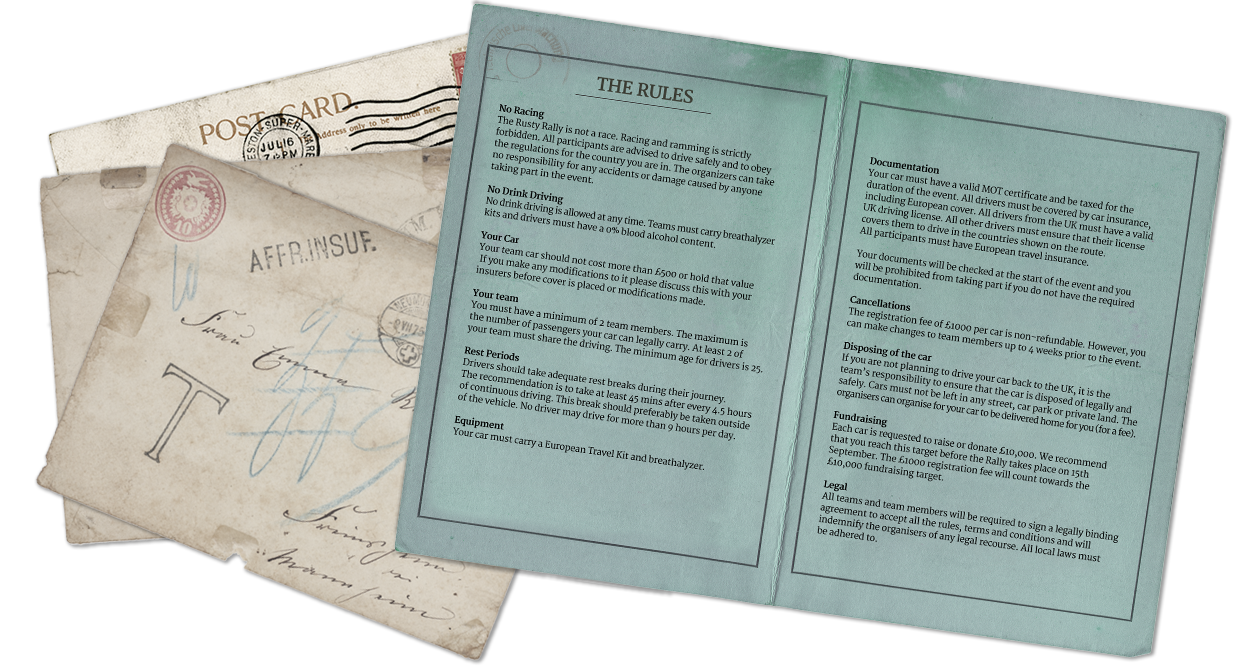 POST CARD
Address only to be written here
JUL 16
7 PM
10
AFFR.INSUF.
T
THE RULES
No Racing
The Rusty Rally is not a race. Racing and ramming is strictly
forbidden. All participants are advised to drive safely and to obey
the regulations for the country you are in. The organizers can take
no responsibility for any accidents or damage caused by anyone
taking part in the event.
No Drink Driving
No drink driving is allowed at any time. Teams must carry breathalyzer
kits and drivers must have a 0% blood alcohol content.
Your Car
Your team car should not cost more than £500 or hold that value
If you make any modifications to it please discuss this with your
insurers before cover is placed or modifications made.
Your team
You must have a minimum of 2 team members. The maximum is
the number of passengers your car can legally carry. At least 2 of
your team must share the driving. The minimum age for drivers is 25.
Rest Periods
Drivers should take adequate rest breaks during their journey.
The recommendation is to take at least 45 mins after every 4.5 hours
of continuous driving. This break should preferably be taken outside
of the vehicle. No driver may drive for more than 9 hours per day.
Equipment
Your car must carry a European Travel Kit and breathalyzer.
Documentation
Your car must have a valid MOT certificate and be taxed for the
duration of the event. All drivers must be covered by car insurance,
including European cover. All drivers from the UK must have a valid
UK driving license. All other drivers must ensure that their license
covers them to drive in the countries shown on the route.
All participants must have European travel insurance.
Your documents will be checked at the start of the event and you
will be prohibited from taking part if you do not have the required
documentation.
Cancellations
The registration fee of £1000 per car is non-refundable. However, you
can make changes to team members up to 4 weeks prior to the event.
Disposing of the car
If you are not planning to drive your car back to the UK, it is the
team's responsibility to ensure that the car is disposed of legally and
safely. Cars must not be left in any street, car park or private land. The
organisers can organise for your car to be delivered home for you (for a fee).
Fundraising
Each car is requested to raise or donate £10,000. We recommend
that you reach this target before the Rally takes place on 15th
September. The £1000 registration fee will count towards the
£10,000 fundraising target.
Legal
All teams and team members will be required to sign a legally binding
agreement to accept all the rules, terms and conditions and will
indemnify the organisers of any legal recourse. All local laws must
be adhered to.